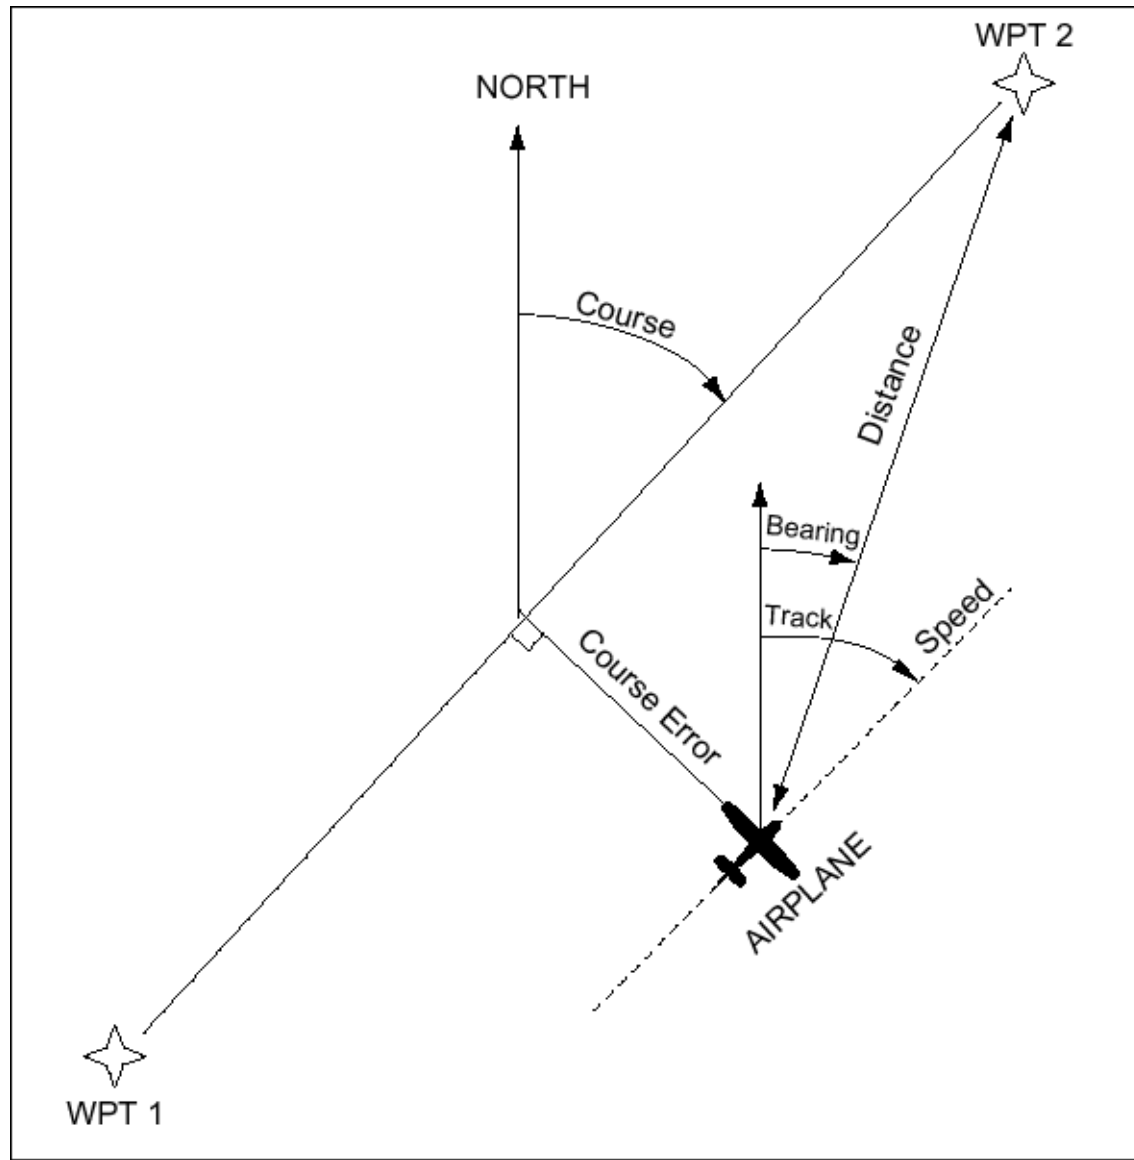 WPT 2
NORTH
Course
Distance
Bearing
Track
Speed
Course Error
AIRPLANE
WPT 1